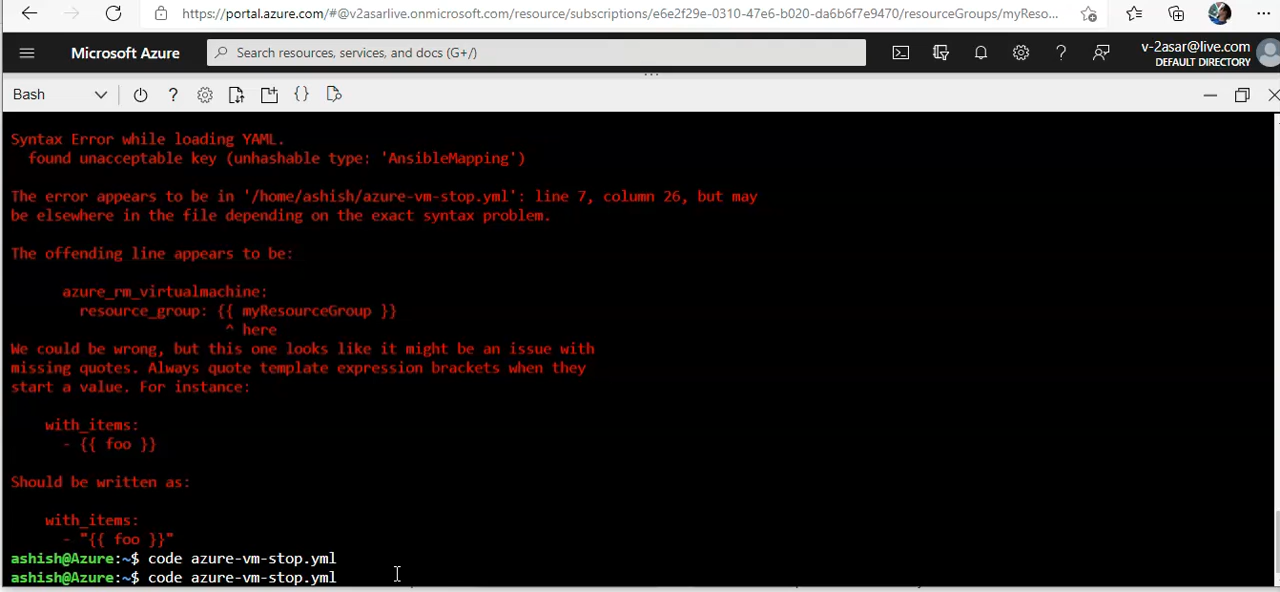 https://portal.azure.com/#@v2asarlive.onmicrosoft.com/resource/subscriptions/e6e2f29e-0310-47e6-b020-da6b6f7e9470/resourceGroups/myReso...
Microsoft Azure
Search resources, services, and docs (G+/)
v-2asar@live.com
DEFAULT DIRECTORY
Bash
Syntax Error while loading YAML.
found unacceptable key (unhashable type: 'AnsibleMapping')
The error appears to be in '/home/ashish/azure-vm-stop.yml': line 7, column 26, but may
be elsewhere in the file depending on the exact syntax problem.
The offending line appears to be:
azure_rm_virtualmachine:
resource_group: {{ myResourceGroup }}
^ here
We could be wrong, but this one looks like it might be an issue with
missing quotes. Always quote template expression brackets when they
start a value. For instance:
with_items:
- {{ foo }}
Should be written as:
with_items:
- "{{ foo }}"
ashish@Azure:~$ code azure-vm-stop.yml
ashish@Azure:~$ code azure-vm-stop.yml